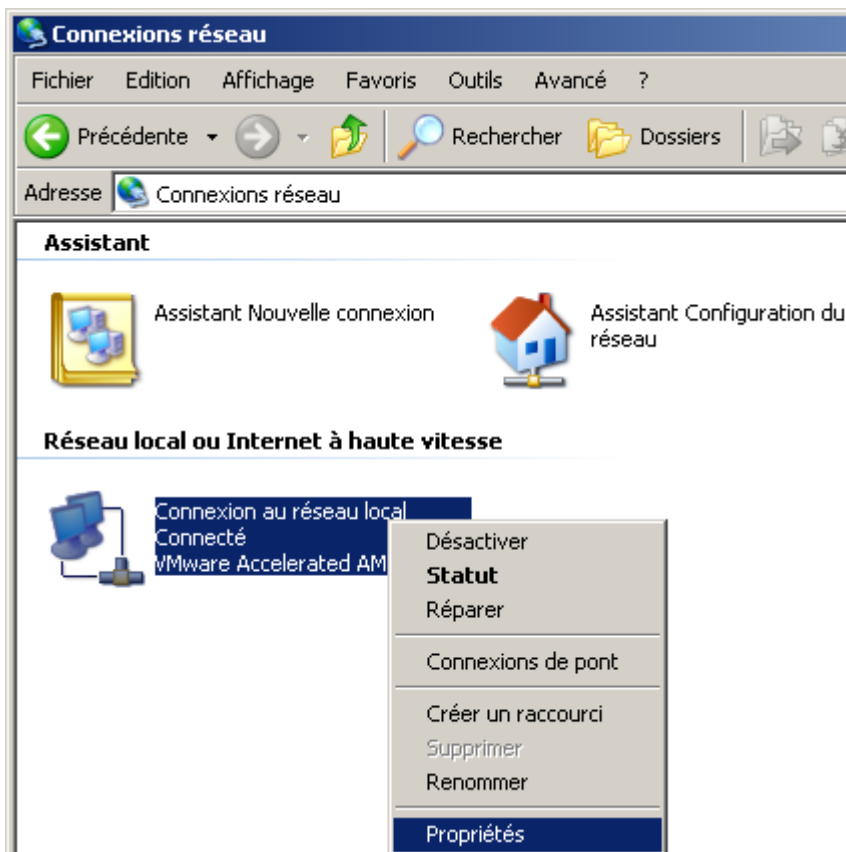 Connexions réseau
Fichier Edition Affichage Favoris Outils Avancé ?
Précédente Rechercher Dossiers
Adresse Connexions réseau
Assistant
Assistant Nouvelle connexion
Assistant Configuration du
réseau
Réseau local ou Internet à haute vitesse
Connexion au réseau local
Connecté
VMware Accelerated AM
Désactiver
Statut
Réparer
Connexions de pont
Créer un raccourci
Supprimer
Renommer
Propriétés